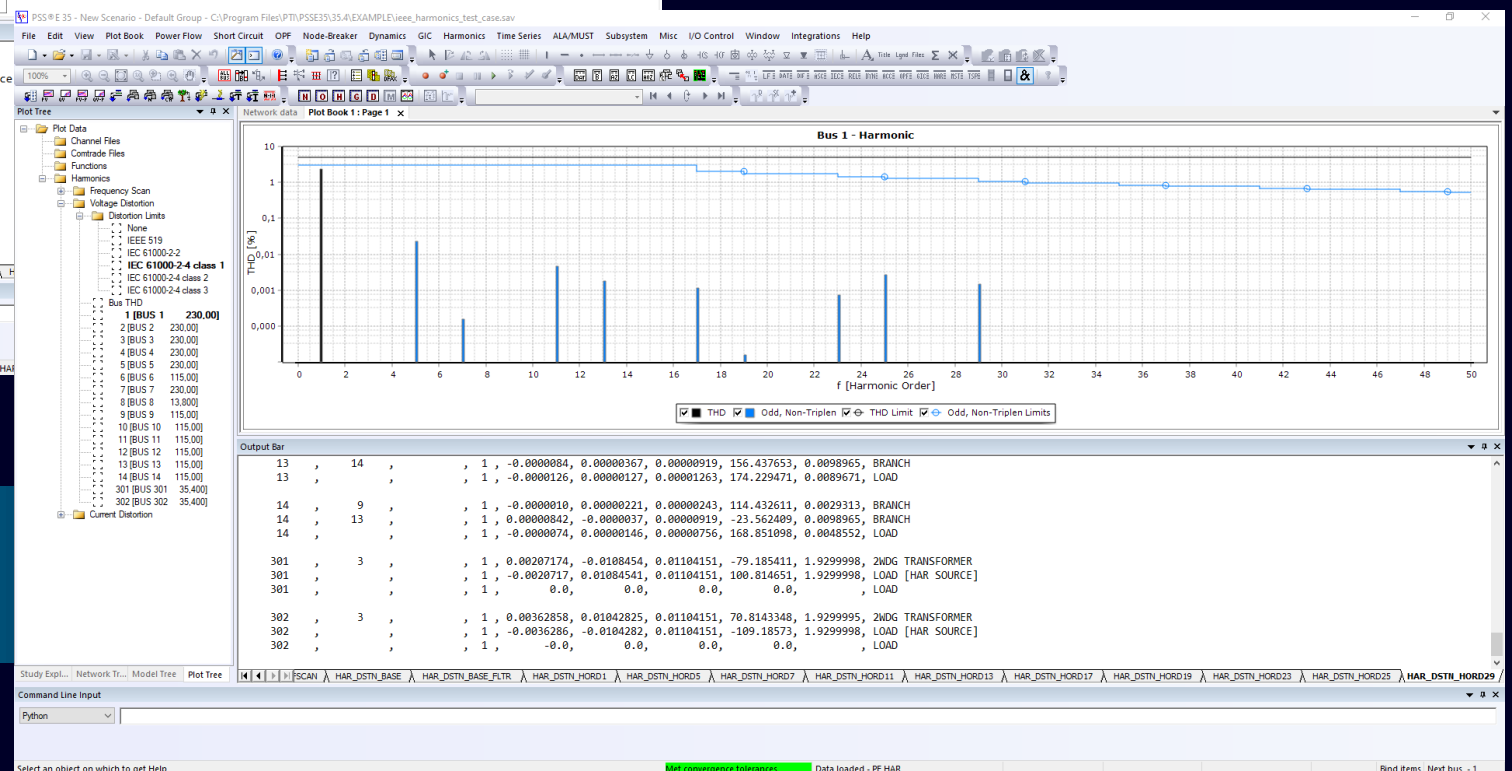 PSS®E 35 - New Scenario - Default Group - C:\Program Files\PTI\PSSE35\35.4\EXAMPLE\ieee_harmonics_test_case.sav
File Edit View Plot Book Power Flow Short Circuit OPF Node-Breaker Dynamics GIC Harmonics Time Series ALA/MUST Subsystem Misc I/O Control Window Integrations Help
100%
N O H G D M
Plot Tree
Network data Plot Book 1 : Page 1 X
Plot Data
Channel Files
Comtrade Files
Functions
Harmonics
Frequency Scan
Voltage Distortion
Distortion Limits
None
IEEE 519
IEC 61000-2-2
IEC 61000-2-4 class 1
IEC 61000-2-4 class 2
IEC 61000-2-4 class 3
Bus THD
1 [BUS 1 230,00]
2 [BUS 2 230,00]
3 [BUS 3 230,00]
4 [BUS 4 230,00]
5 [BUS 5 230,00]
6 [BUS 6 115,00]
7 [BUS 7 230,00]
8 [BUS 8 13,800]
9 [BUS 9 115,00]
10 [BUS 10 115,00]
11 [BUS 11 115,00]
12 [BUS 12 115,00]
13 [BUS 13 115,00]
14 [BUS 14 115,00]
301 [BUS 301 35,400]
302 [BUS 302 35,400]
Current Distortion
Bus 1 - Harmonic
THD [%]
10
1
0,1
0,01
0,001
0,000
0 2 4 6 8 10 12 14 16 18 20 22 24 26 28 30 32 34 36 38 40 42 44 46 48 50
f [Harmonic Order]
THD Odd, Non-Triplen THD Limit Odd, Non-Triplen Limits
Output Bar
13 , 14 , , 1 , -0.0000084, 0.00000367, 0.00000919, 156.437653, 0.0098965, BRANCH
13 , , , 1 , -0.0000126, 0.00000127, 0.00001263, 174.229471, 0.0089671, LOAD
14 , 9 , , 1 , -0.0000010, 0.00000221, 0.00000243, 114.432611, 0.0029313, BRANCH
14 , 13 , , 1 , 0.00000842, -0.0000037, 0.00000919, -23.562409, 0.0098965, BRANCH
14 , , , 1 , -0.0000074, 0.00000146, 0.00000756, 168.851098, 0.0048552, LOAD
301 , 3 , , 1 , 0.00207174, -0.0108454, 0.01104151, -79.185411, 1.9299998, 2WDG TRANSFORMER
301 , , , 1 , -0.0020717, 0.01084541, 0.01104151, 100.814651, 1.9299998, LOAD [HAR SOURCE]
301 , , , 1 , 0.0, 0.0, 0.0, 0.0, , LOAD
302 , 3 , , 1 , 0.00362858, 0.01042825, 0.01104151, 70.8143348, 1.9299995, 2WDG TRANSFORMER
302 , , , 1 , -0.0036286, -0.0104282, 0.01104151, -109.18573, 1.9299998, LOAD [HAR SOURCE]
302 , , , 1 , -0.0, 0.0, 0.0, 0.0, , LOAD
Study Expl... Network Tr... Model Tree Plot Tree
FSCAN HAR_DSTN_BASE HAR_DSTN_BASE_FLTR HAR_DSTN_HORD1 HAR_DSTN_HORD5 HAR_DSTN_HORD7 HAR_DSTN_HORD11 HAR_DSTN_HORD13 HAR_DSTN_HORD17 HAR_DSTN_HORD19 HAR_DSTN_HORD23 HAR_DSTN_HORD25 HAR_DSTN_HORD29
Command Line Input
Python
Select an object on which to get Help
Met convergence tolerances Data loaded - PF HAR
Bind items Next bus - 1